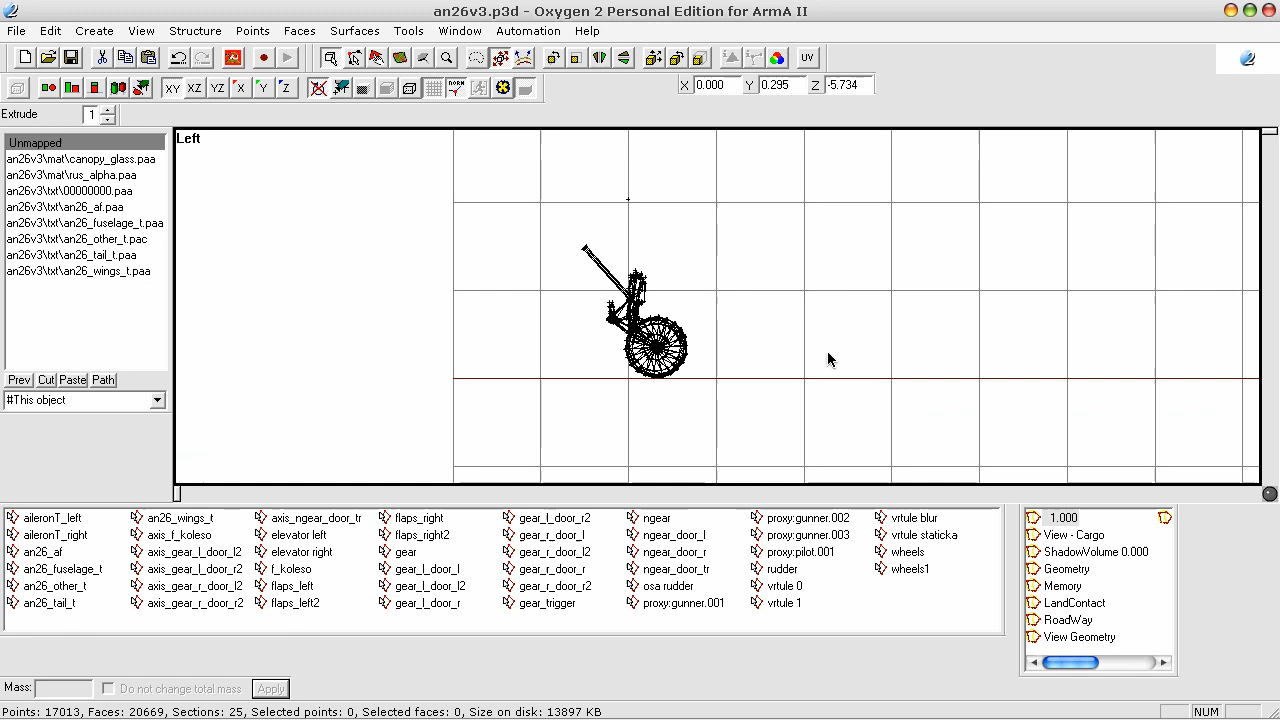 an26v3.p3d - Oxygen 2 Personal Edition for ArmA II
File Edit Create View Structure Points Faces Surfaces Tools Window Automation Help
UV
XY XZ YZ X Y Z NORM X 0.000 Y 0.295 Z -5.734
Extrude 1
Left
Unmapped
an26v3\mat\canopy_glass.paa
an26v3\mat\rus_alpha.paa
an26v3\txt\00000000.paa
an26v3\txt\an26_af.paa
an26v3\txt\an26_fuselage_t.paa
an26v3\txt\an26_other_t.pac
an26v3\txt\an26_tail_t.paa
an26v3\txt\an26_wings_t.paa
Prev Cut Paste Path
#This object
aileronT_left an26_wings_t axis_ngear_door_tr flaps_right gear_l_door_r2 ngear proxy:gunner.002 vrtule blur
aileronT_right axis_f_koleso elevator left flaps_right2 gear_r_door_l ngear_door_l proxy:gunner.003 vrtule staticka
an26_af axis_gear_l_door_l2 elevator right gear gear_r_door_l2 ngear_door_r proxy:pilot.001 wheels
an26_fuselage_t axis_gear_l_door_r2 f_koleso gear_l_door_l gear_r_door_r ngear_door_tr rudder wheels1
an26_other_t axis_gear_r_door_l2 flaps_left gear_l_door_l2 gear_r_door_r2 osa rudder vrtule 0
an26_tail_t axis_gear_r_door_r2 flaps_left2 gear_l_door_r gear_trigger proxy:gunner.001 vrtule 1
1.000
View - Cargo
ShadowVolume 0.000
Geometry
Memory
LandContact
RoadWay
View Geometry
Mass: Do not change total mass Apply
Points: 17013, Faces: 20669, Sections: 25, Selected points: 0, Selected faces: 0, Size on disk: 13897 KB NUM